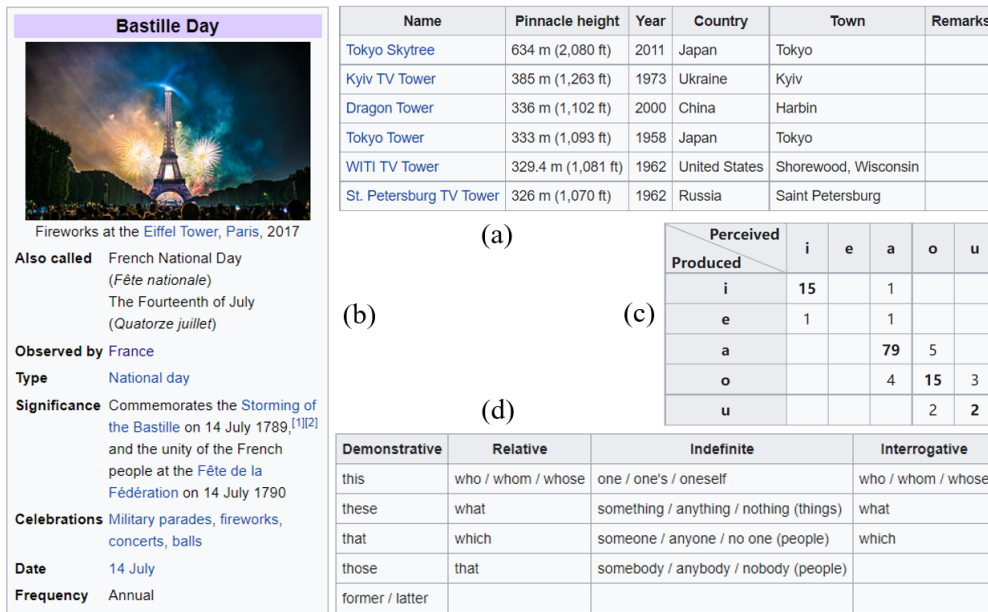 Bastille Day
Fireworks at the Eiffel Tower, Paris, 2017
Also called French National Day
(Fête nationale)
The Fourteenth of July
(Quatorze juillet)
Observed by France
Type National day
Significance Commemorates the Storming of
the Bastille on 14 July 1789,[1][2]
and the unity of the French
people at the Fête de la
Fédération on 14 July 1790
Celebrations Military parades, fireworks,
concerts, balls
Date 14 July
Frequency Annual
(b)
Name Pinnacle height Year Country Town Remarks
Tokyo Skytree 634 m (2,080 ft) 2011 Japan Tokyo
Kyiv TV Tower 385 m (1,263 ft) 1973 Ukraine Kyiv
Dragon Tower 336 m (1,102 ft) 2000 China Harbin
Tokyo Tower 333 m (1,093 ft) 1958 Japan Tokyo
WITI TV Tower 329.4 m (1,081 ft) 1962 United States Shorewood, Wisconsin
St. Petersburg TV Tower 326 m (1,070 ft) 1962 Russia Saint Petersburg
(a)
(c)
Perceived i e a o u
Produced
i 15 1
e 1 1
a 79 5
o 4 15 3
u 2 2
(d)
Demonstrative Relative Indefinite Interrogative
this who / whom / whose one / one's / oneself who / whom / whose
these what something / anything / nothing (things) what
that which someone / anyone / no one (people) which
those that somebody / anybody / nobody (people)
former / latter